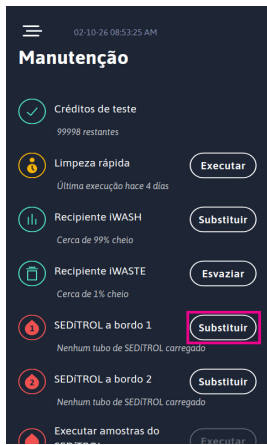 02-10-26 08:53:25 AM
Manutenção
Créditos de teste
99998 restantes
Limpeza rápida
Executar
Última execução hace 4 días
Recipiente iWASH
Substituir
Cerca de 99% cheio
Recipiente iWASTE
Esvaziar
Cerca de 1% cheio
1
SEDiTROL a bordo 1
Substituir
Nenhum tubo de SEDiTROL carregado
2
SEDiTROL a bordo 2
Substituir
Nenhum tubo de SEDiTROL carregado
Executar amostras do
SEDiTROL
Executar